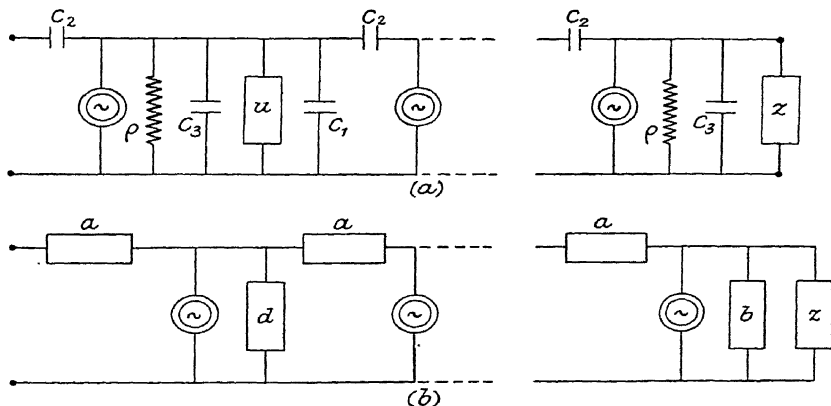 C₂ C₂ C₂
~ ρ C₃ u C₁ ~ ~ ρ C₃ z
(a)
a a a
~ d ~ ~ b z
(b)